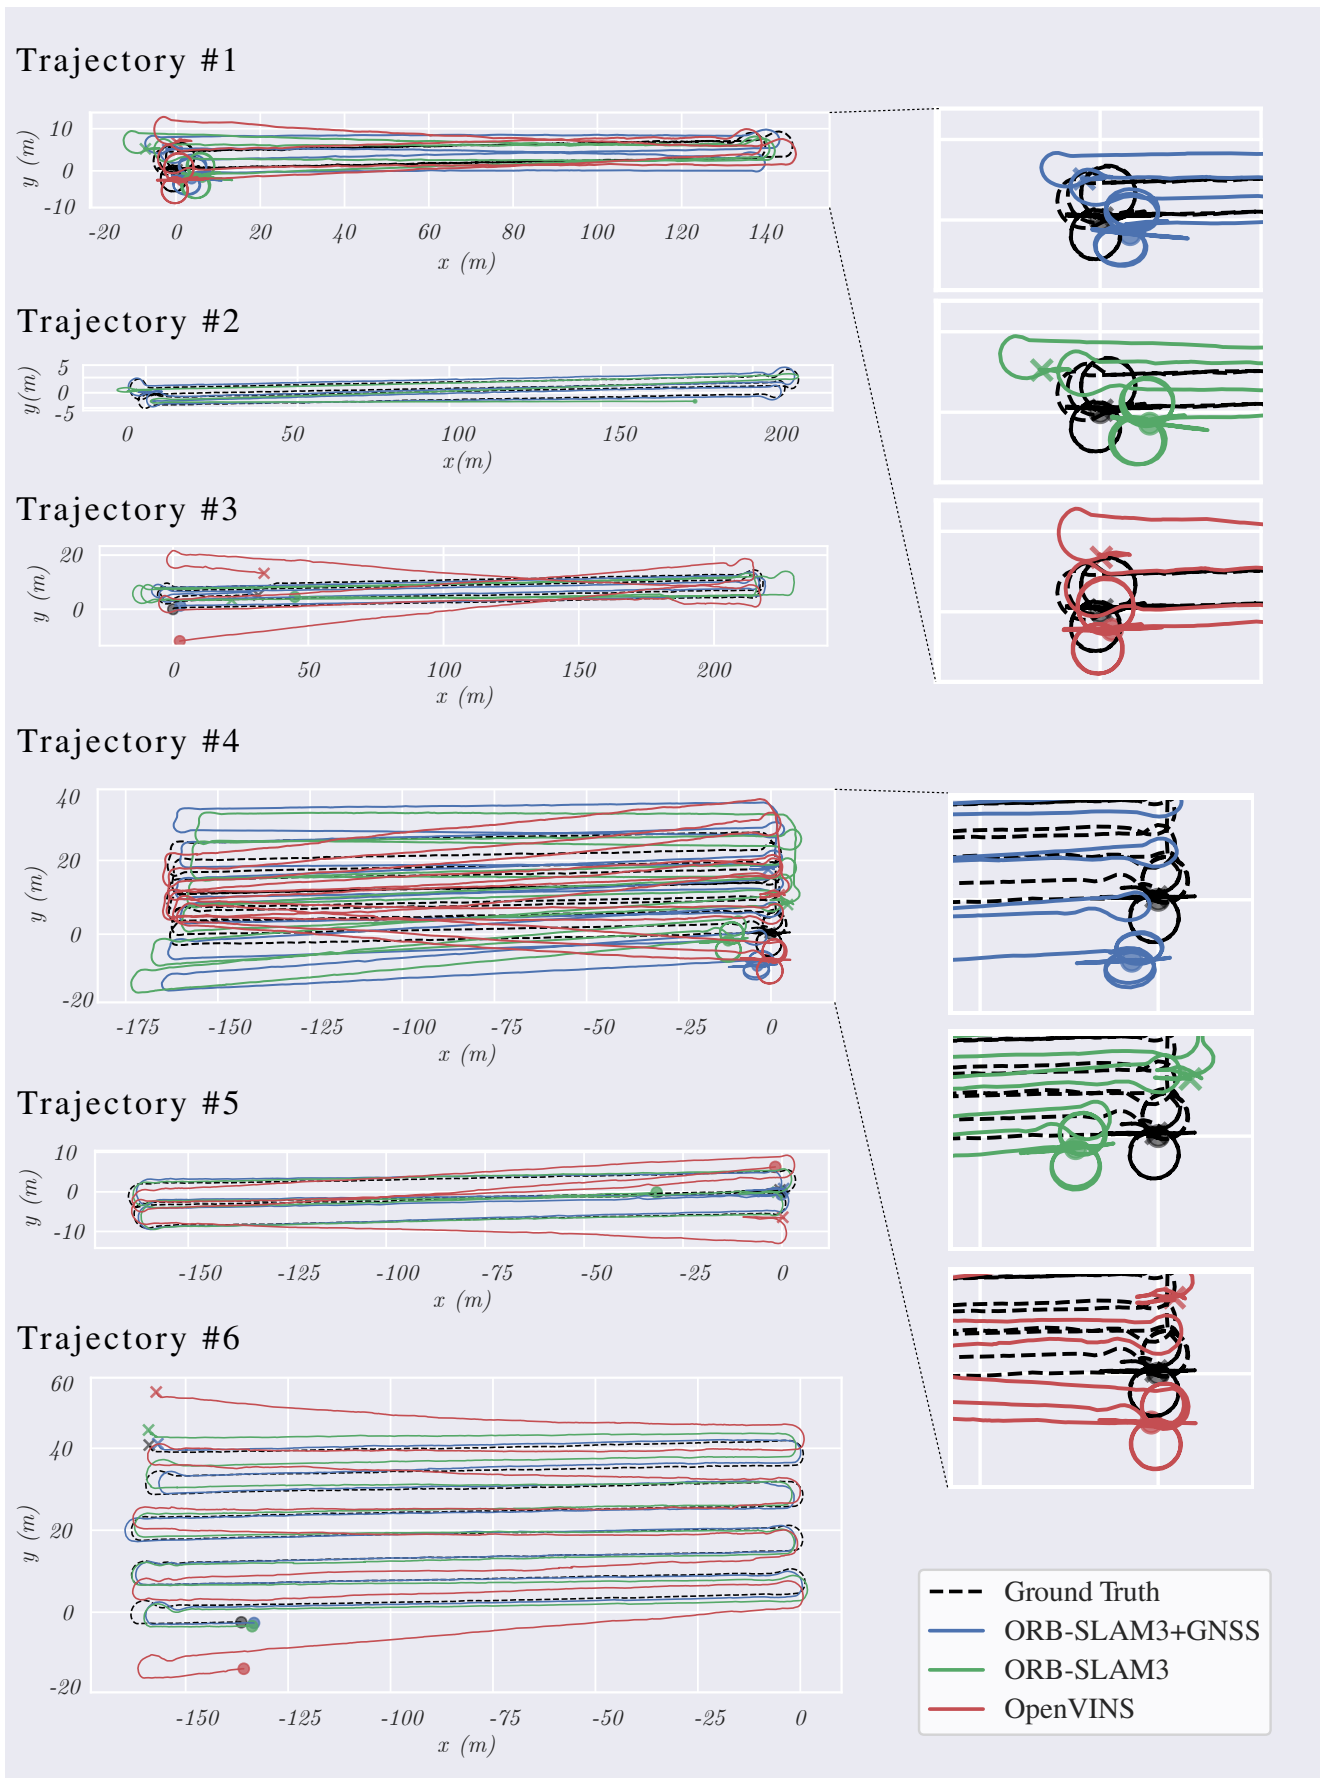 Trajectory #1
y (m)
10
0
-10
-20 0 20 40 60 80 100 120 140
x (m)
Trajectory #2
y(m)
5
0
-5
0 50 100 150 200
x(m)
Trajectory #3
y (m)
20
0
0 50 100 150 200
x (m)
Trajectory #4
y (m)
40
20
0
-20
-175 -150 -125 -100 -75 -50 -25 0
x (m)
Trajectory #5
y (m)
10
0
-10
-150 -125 -100 -75 -50 -25 0
x (m)
Trajectory #6
y (m)
60
40
20
0
-20
-150 -125 -100 -75 -50 -25 0
x (m)
Ground Truth
ORB-SLAM3+GNSS
ORB-SLAM3
OpenVINS